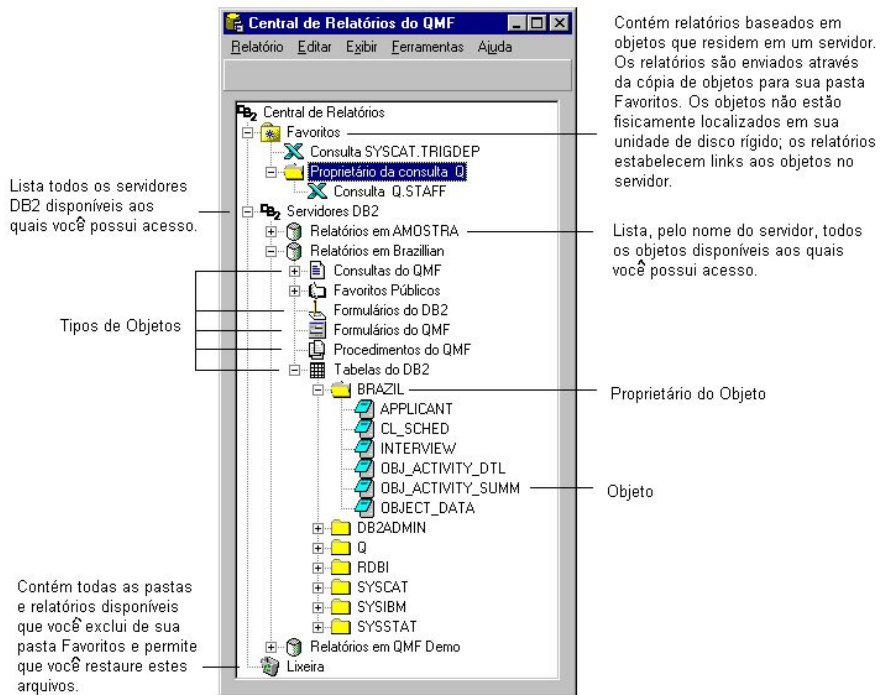 Central de Relatórios do QMF
Relatório Editar Exibir Ferramentas Ajuda
DB2 Central de Relatórios
Favoritos
Consulta SYSCAT.TRIGDEP
Proprietário da consulta Q
Consulta Q.STAFF
DB2 Servidores DB2
Relatórios em AMOSTRA
Relatórios em Brazillian
Consultas do QMF
Favoritos Públicos
Formulários do DB2
Formulários do QMF
Procedimentos do QMF
Tabelas do DB2
BRAZIL
APPLICANT
CL_SCHED
INTERVIEW
OBJ_ACTIVITY_DTL
OBJ_ACTIVITY_SUMM
OBJECT_DATA
DB2ADMIN
Q
RDBI
SYSCAT
SYSIBM
SYSSTAT
Relatórios em QMF Demo
Lixeira
Lista todos os servidores
DB2 disponíveis aos
quais você possui acesso.
Tipos de Objetos
Contém todas as pastas
e relatórios disponíveis
que você exclui de sua
pasta Favoritos e permite
que você restaure estes
arquivos.
Contém relatórios baseados em
objetos que residem em um servidor.
Os relatórios são enviados através
da cópia de objetos para sua pasta
Favoritos. Os objetos não estão
fisicamente localizados em sua
unidade de disco rígido; os relatórios
estabelecem links aos objetos no
servidor.
Lista, pelo nome do servidor, todos
os objetos disponíveis aos quais
você possui acesso.
Proprietário do Objeto
Objeto